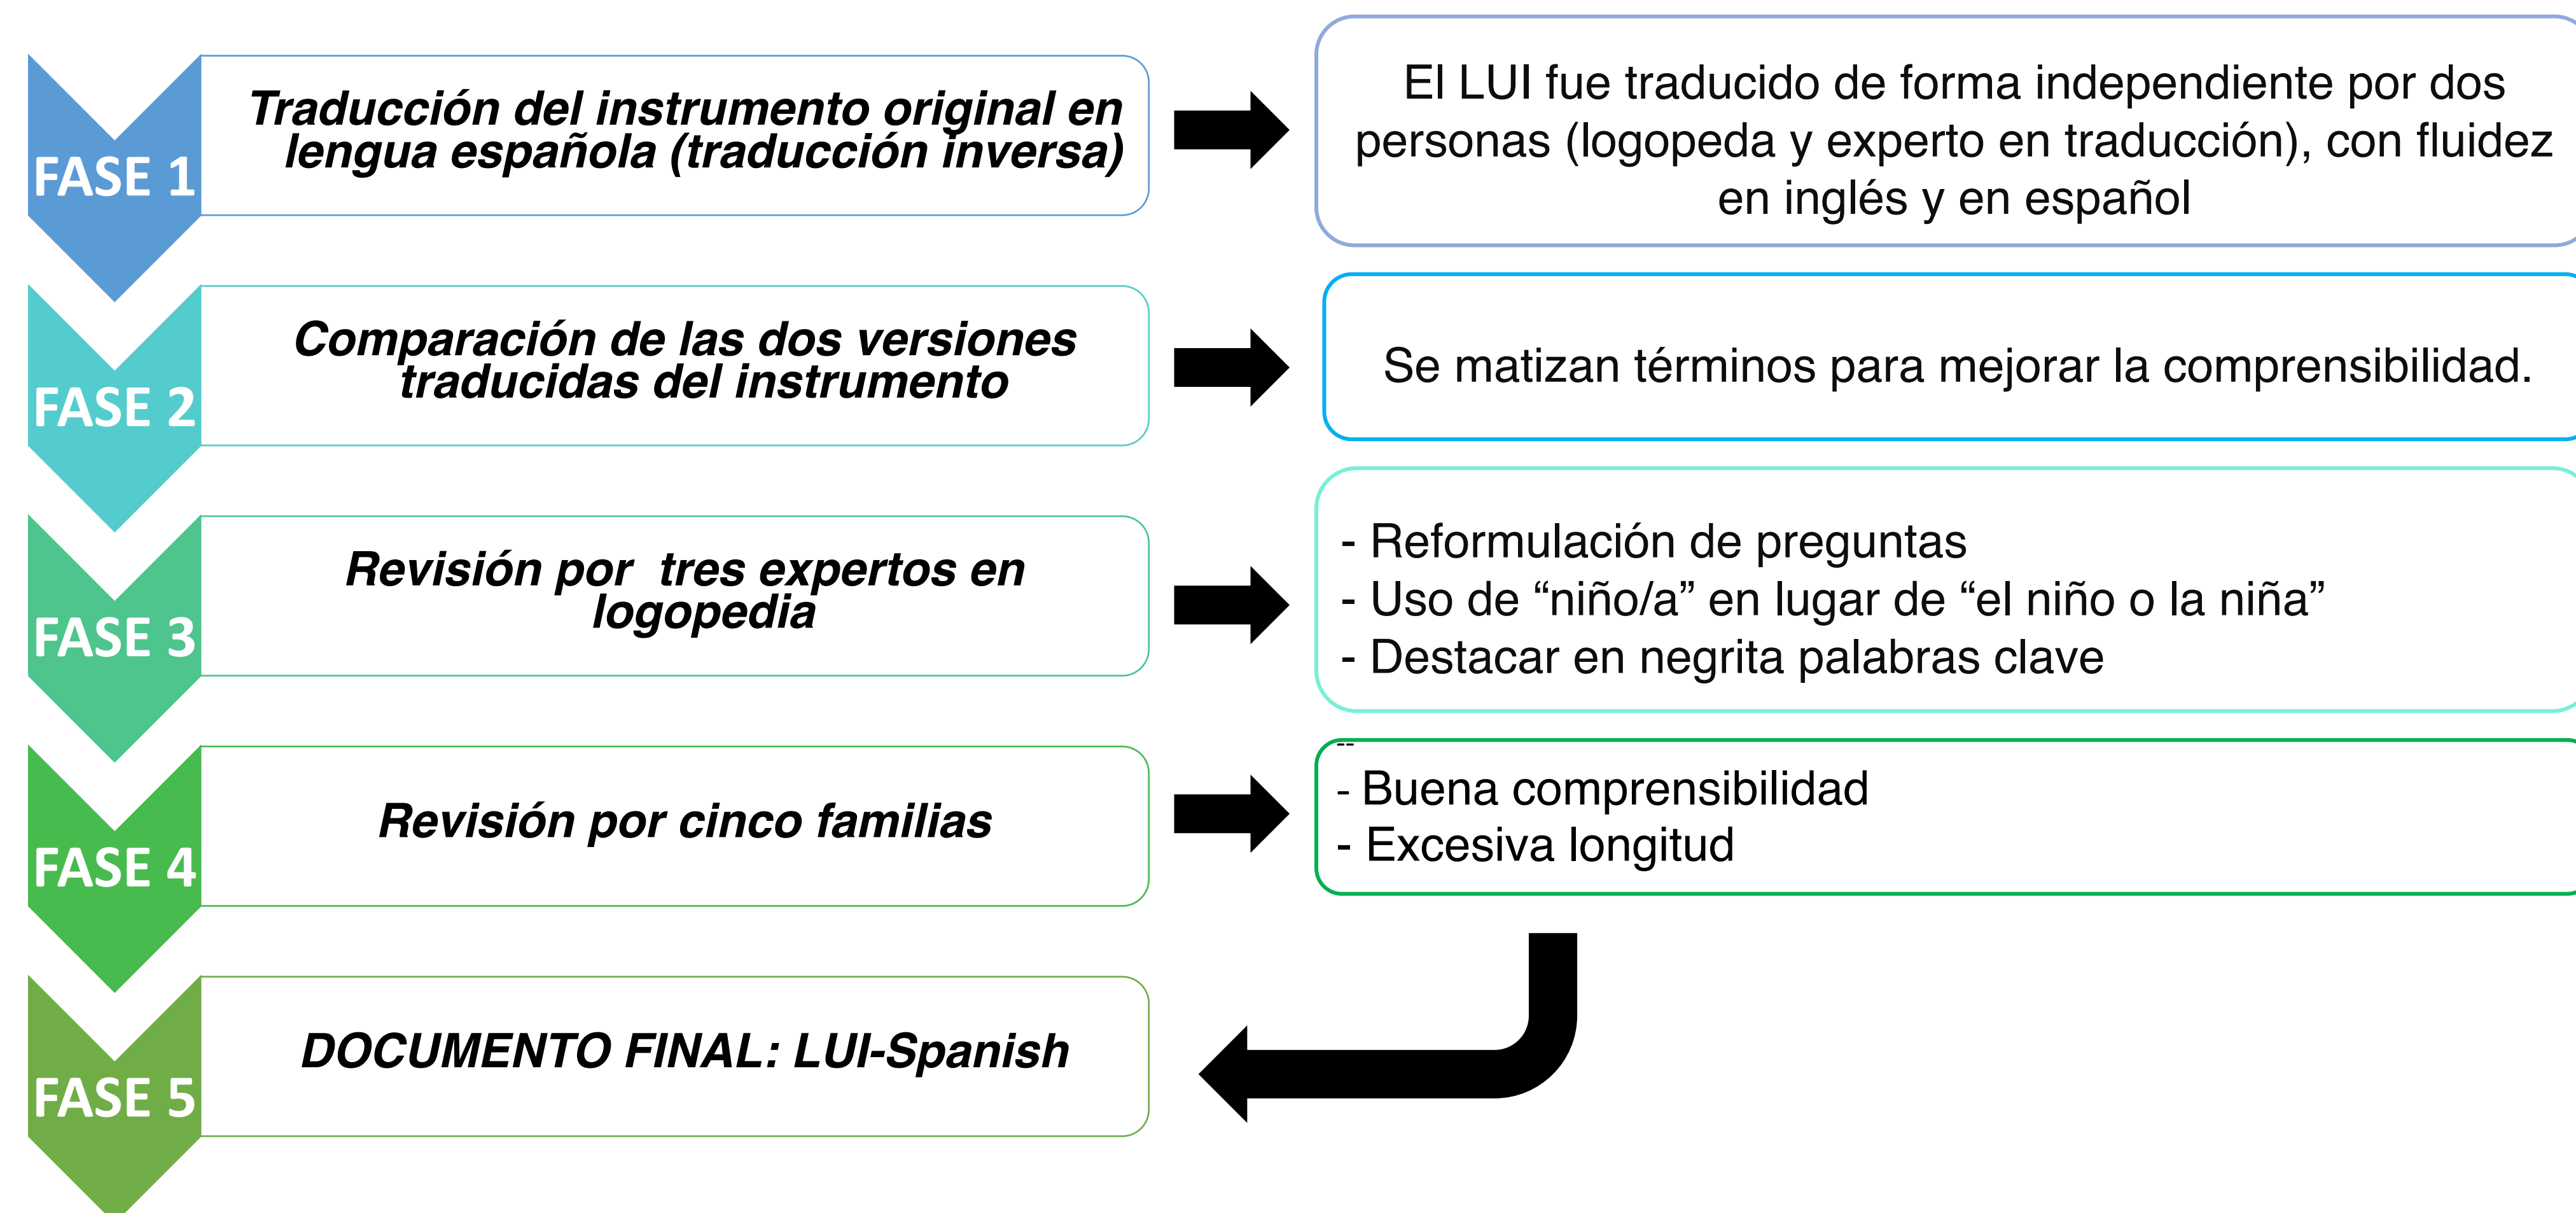 FASE 1
Traducción del instrumento original en
lengua española (traducción inversa)
El LUI fue traducido de forma independiente por dos
personas (logopeda y experto en traducción), con fluidez
en inglés y en español
FASE 2
Comparación de las dos versiones
traducidas del instrumento
Se matizan términos para mejorar la comprensibilidad.
FASE 3
Revisión por  tres expertos en
logopedia
- Reformulación de preguntas
- Uso de “niño/a” en lugar de “el niño o la niña”
- Destacar en negrita palabras clave
FASE 4
Revisión por cinco familias
--
- Buena comprensibilidad
- Excesiva longitud
FASE 5
DOCUMENTO FINAL: LUI-Spanish